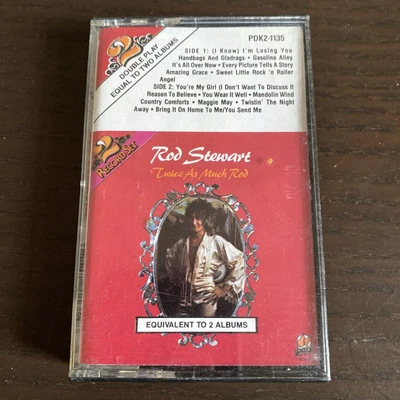 PDK2-1135
2
DOUBLE PLAY
EQUAL TO TWO ALBUMS
SIDE 1: (I Know) I'm Losing You
Handbags And Gladrags • Gasoline Alley
It's All Over Now • Every Picture Tells A Story
Amazing Grace • Sweet Little Rock 'n Roller
Angel
SIDE 2: You're My Girl (I Don't Want To Discuss It
Reason To Believe • You Wear It Well • Mandolin Wind
Country Comforts • Maggie May • Twistin' The Night
Away • Bring It On Home To Me/You Send Me
2
RECORD SET
Rod Stewart
Twice As Much Rod
EQUIVALENT TO 2 ALBUMS